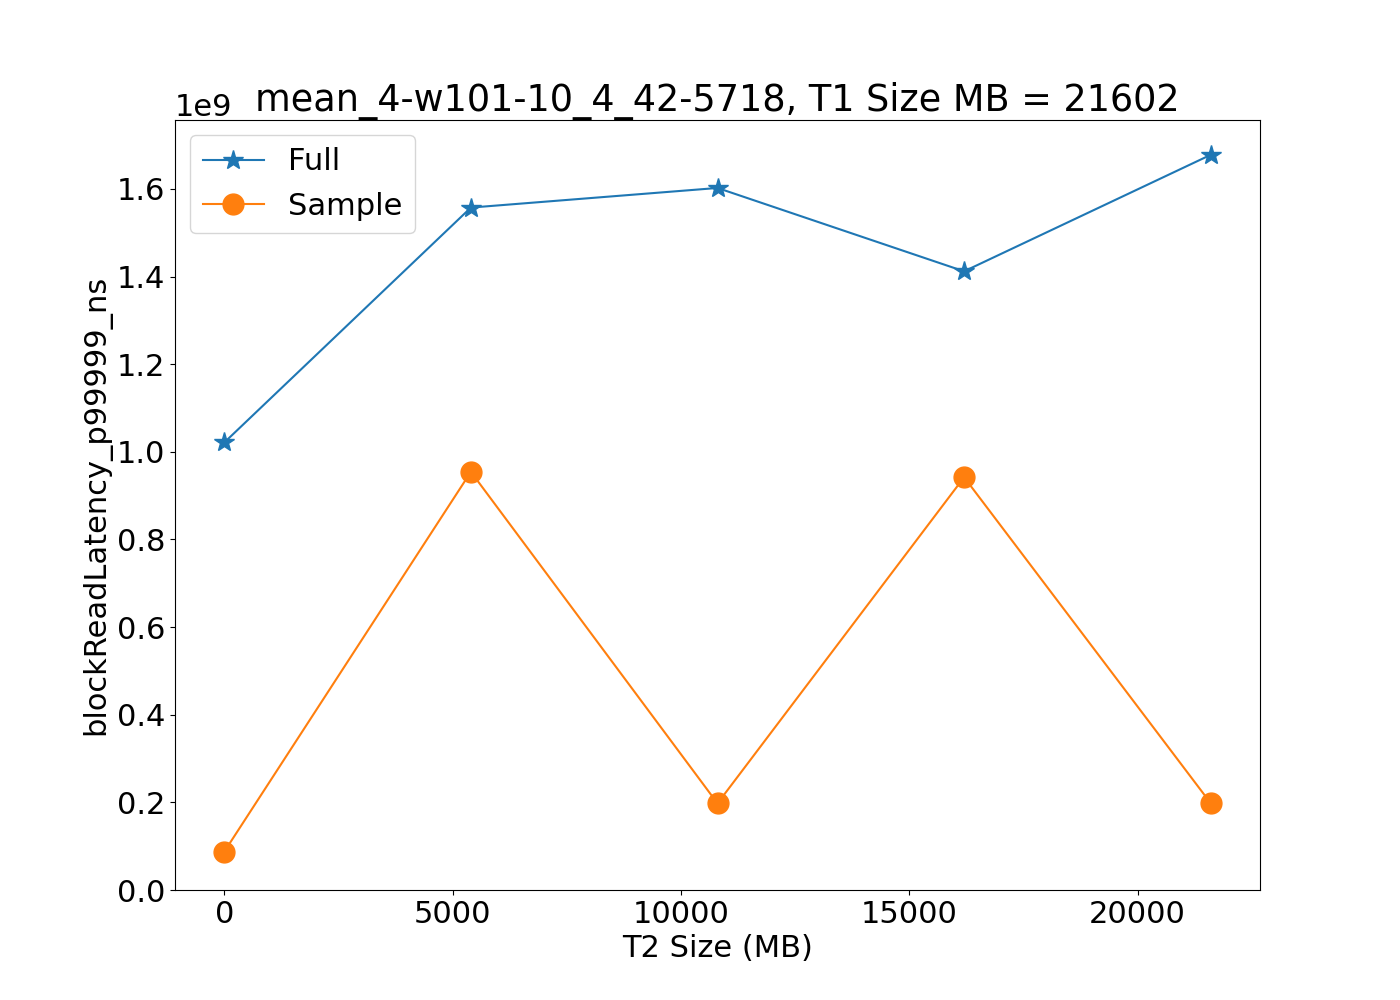 mean_4-w101-10_4_42-5718, T1 Size MB = 21602
1e9
Full
Sample
1.6
1.4
1.2
1.0
0.8
0.6
0.4
0.2
0.0
blockReadLatency_p99999_ns
0
5000
10000
15000
20000
T2 Size (MB)